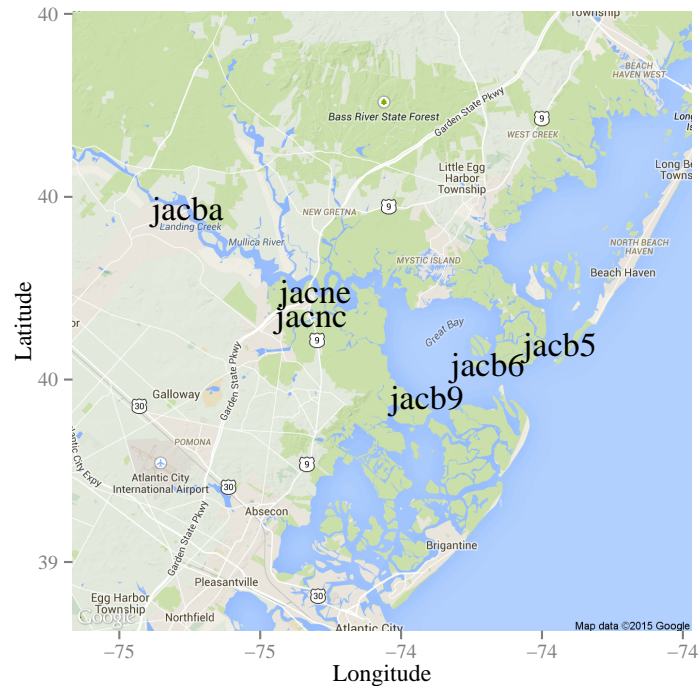 40
40
40
39
Latitude
Township
BEACH
HAVEN WEST
Garden State Pkwy
Bass River State Forest
9
WEST CREEK
Little Egg
Harbor
Township
Long Be
Towns
jacba
Landing Creek
NEW GRETNA
9
Mullica River
MYSTIC ISLAND
NORTH BEACH
HAVEN
Beach Haven
jacne
jacnc
9
Great Bay
jacb5
jacb6
jacb9
Garden State Pkwy
Galloway
30
POMONA
Atlantic City
International Airport
30
9
Atlantic City Expy
Absecon
Garden State Pkwy
Brigantine
Pleasantville
30
Egg Harbor
Township
Google
Northfield
Atlantic City
Map data ©2015 Google
−75 −75 −74 −74 −74
Longitude